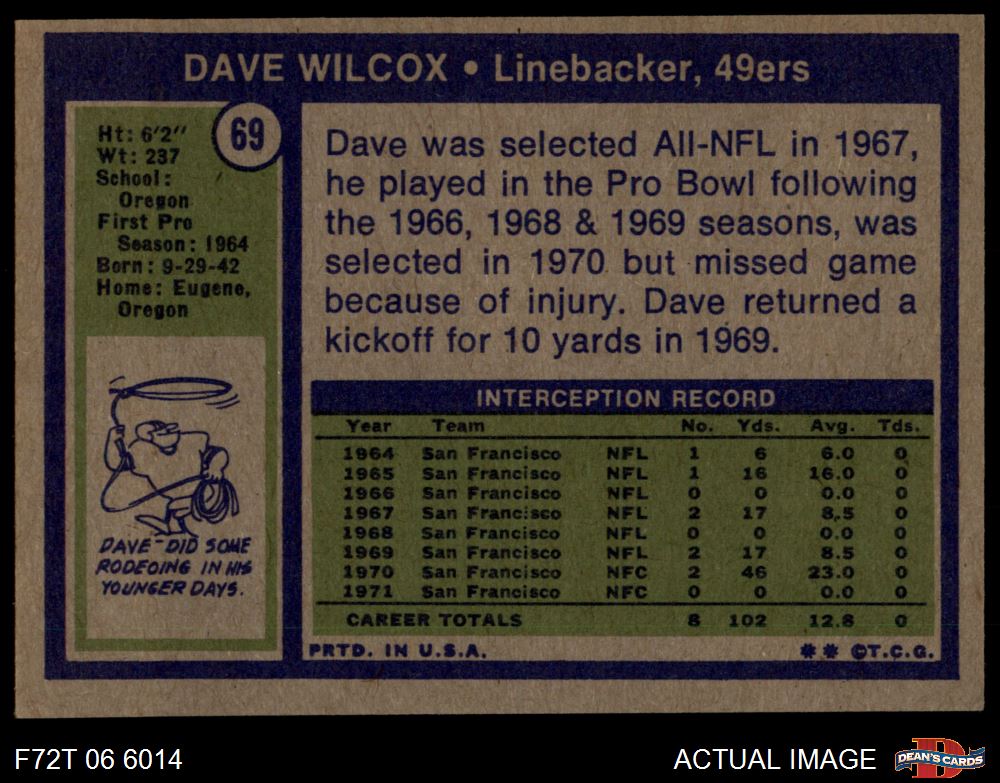 DAVE WILCOX • Linebacker, 49ers
69
Ht: 6'2"
Wt: 237
School:
Oregon
First Pro
Season: 1964
Born: 9-29-42
Home: Eugene,
Oregon
DAVE DID SOME
RODEOING IN HIS
YOUNGER DAYS.
Dave was selected All-NFL in 1967,
he played in the Pro Bowl following
the 1966, 1968 & 1969 seasons, was
selected in 1970 but missed game
because of injury. Dave returned a
kickoff for 10 yards in 1969.
INTERCEPTION RECORD
Year Team No. Yds. Avg. Tds.
1964 San Francisco NFL 1 6 6.0 0
1965 San Francisco NFL 1 16 16.0 0
1966 San Francisco NFL 0 0 0.0 0
1967 San Francisco NFL 2 17 8.5 0
1968 San Francisco NFL 0 0 0.0 0
1969 San Francisco NFL 2 17 8.5 0
1970 San Francisco NFC 2 46 23.0 0
1971 San Francisco NFC 0 0 0.0 0
CAREER TOTALS 8 102 12.8 0
PRTD. IN U.S.A. ** ©T.C.G.
F72T 06 6014 ACTUAL IMAGE D DEAN'S CARDS